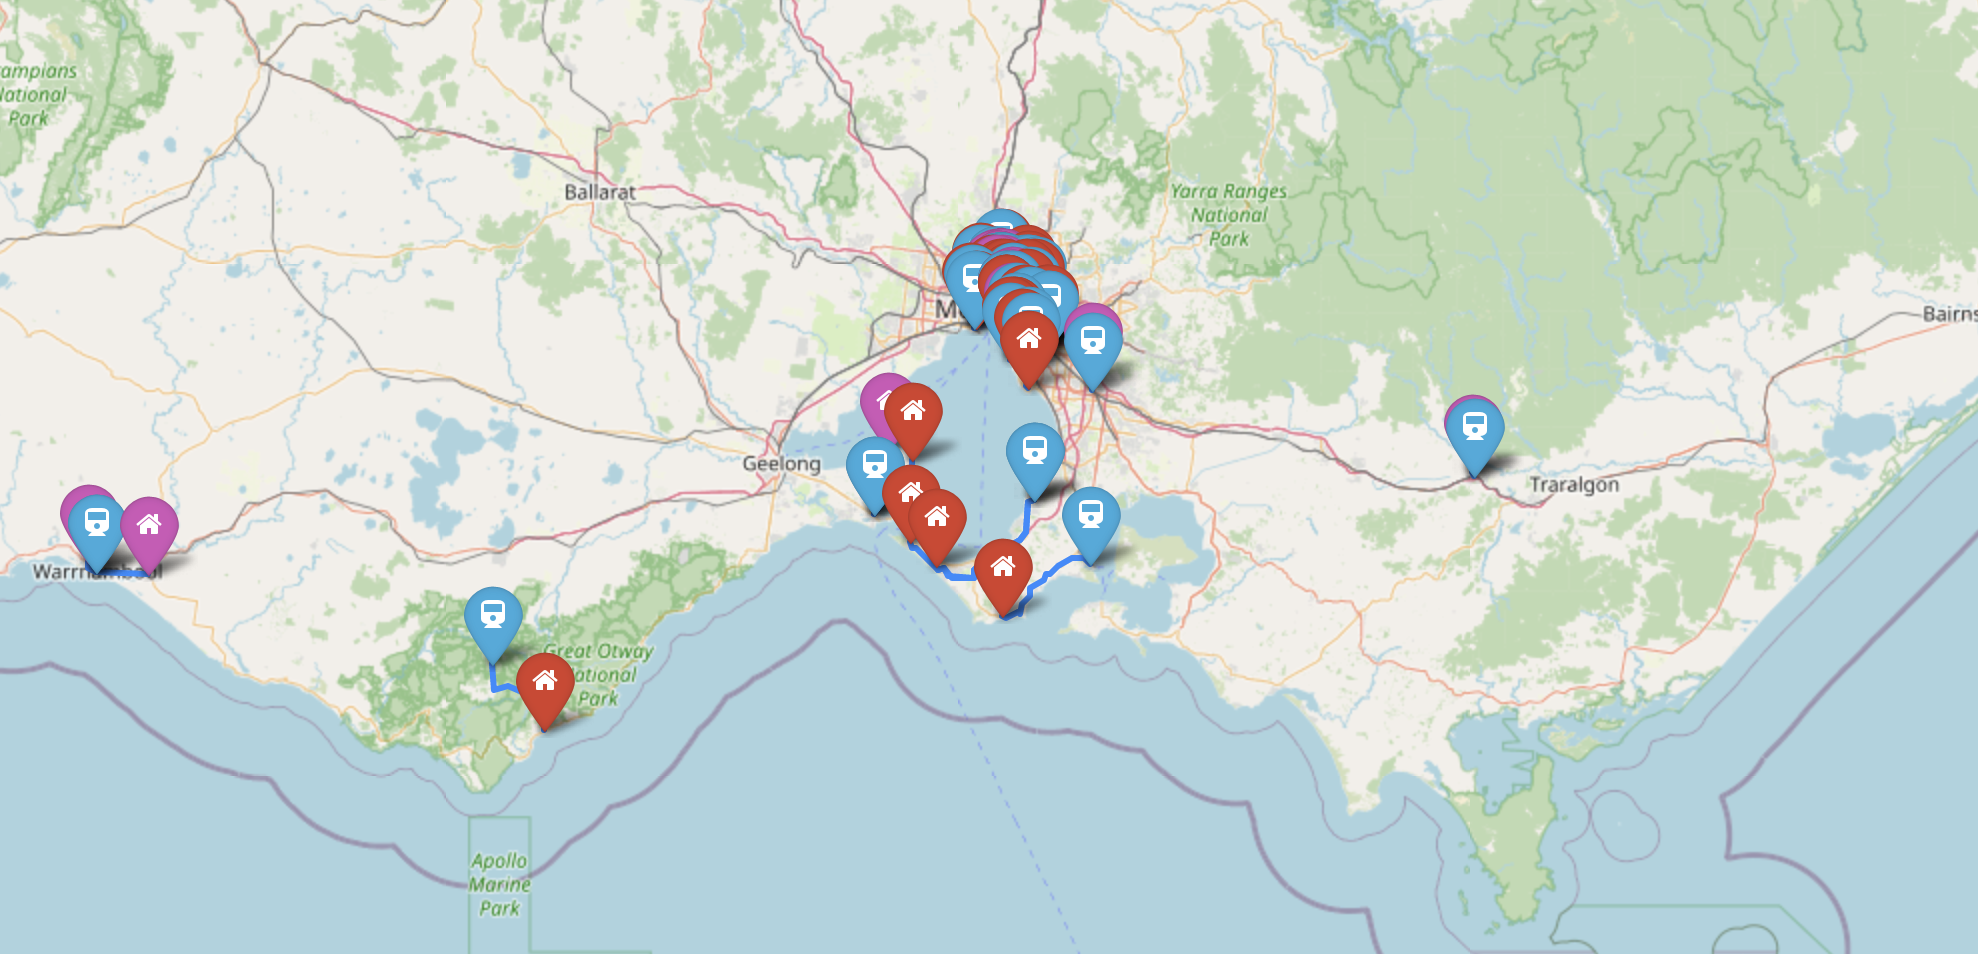 ampians
National
Park
Ballarat
Yarra Ranges
National
Park
M
Bairns
Geelong
Traralgon
Warrnambool
Great Otway
National
Park
Apollo
Marine
Park